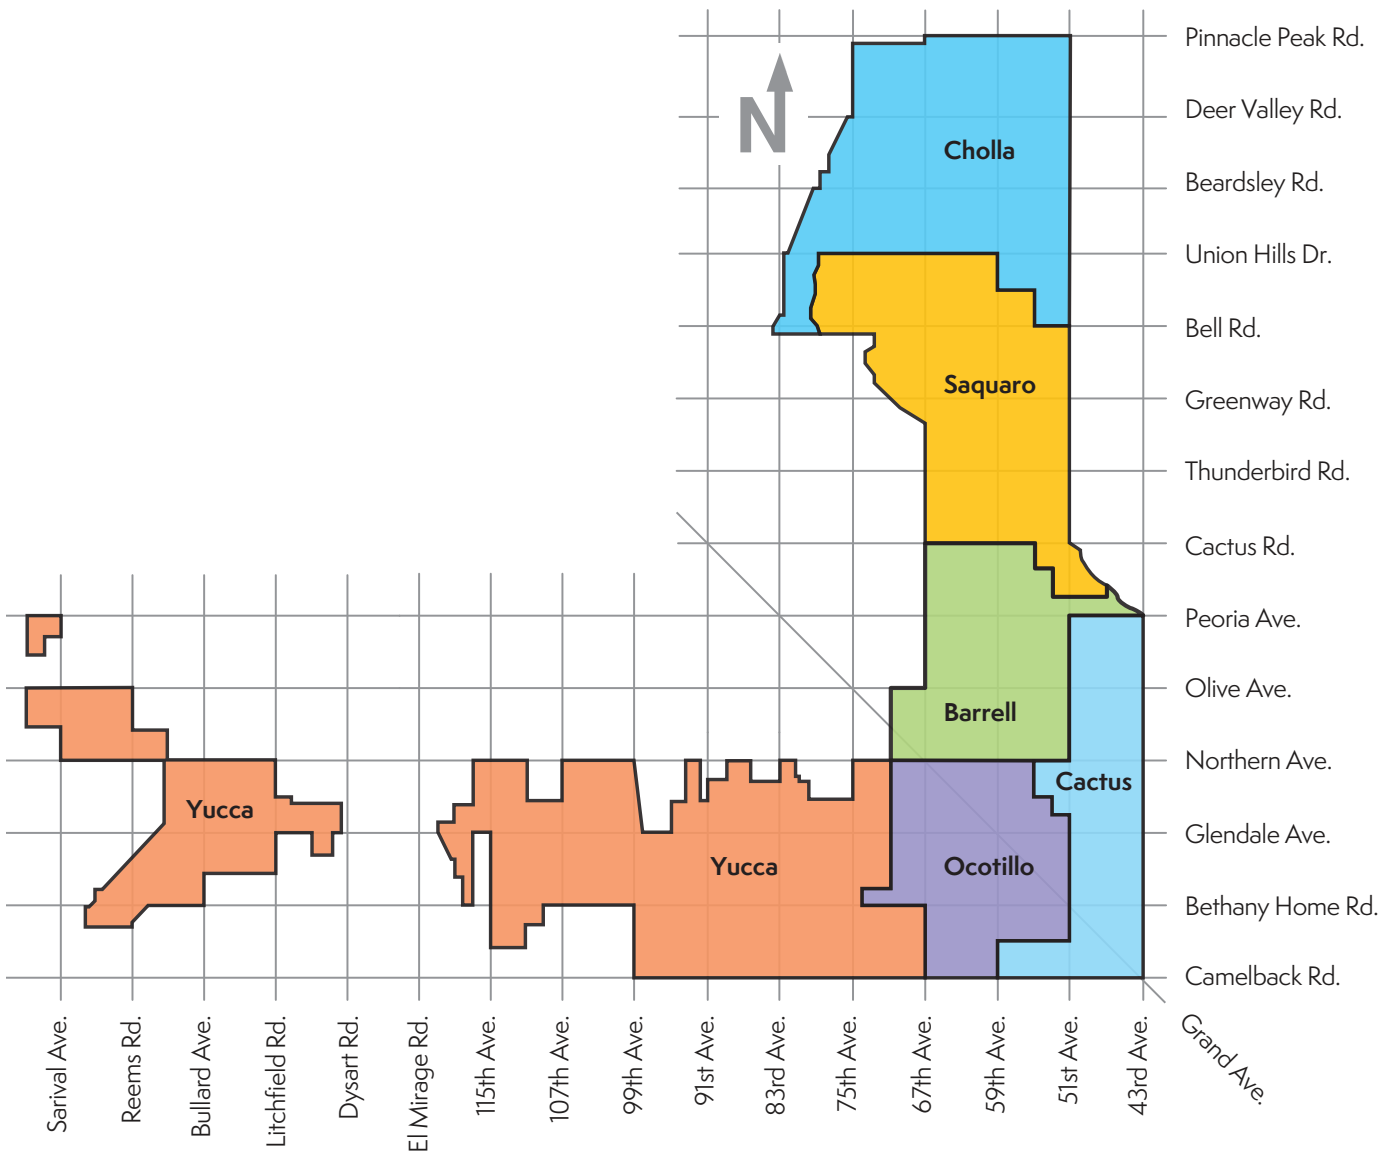 Pinnacle Peak Rd.
N
Deer Valley Rd.
Cholla
Beardsley Rd.
Union Hills Dr.
Bell Rd.
Saquaro
Greenway Rd.
Thunderbird Rd.
Cactus Rd.
Peoria Ave.
Olive Ave.
Barrell
Northern Ave.
Cactus
Yucca
Glendale Ave.
Yucca
Ocotillo
Bethany Home Rd.
Camelback Rd.
Sarival Ave.
Reems Rd.
Bullard Ave.
Litchfield Rd.
Dysart Rd.
El Mirage Rd.
115th Ave.
107th Ave.
99th Ave.
91st Ave.
83rd Ave.
75th Ave.
67th Ave.
59th Ave.
51st Ave.
43rd Ave.
Grand Ave.